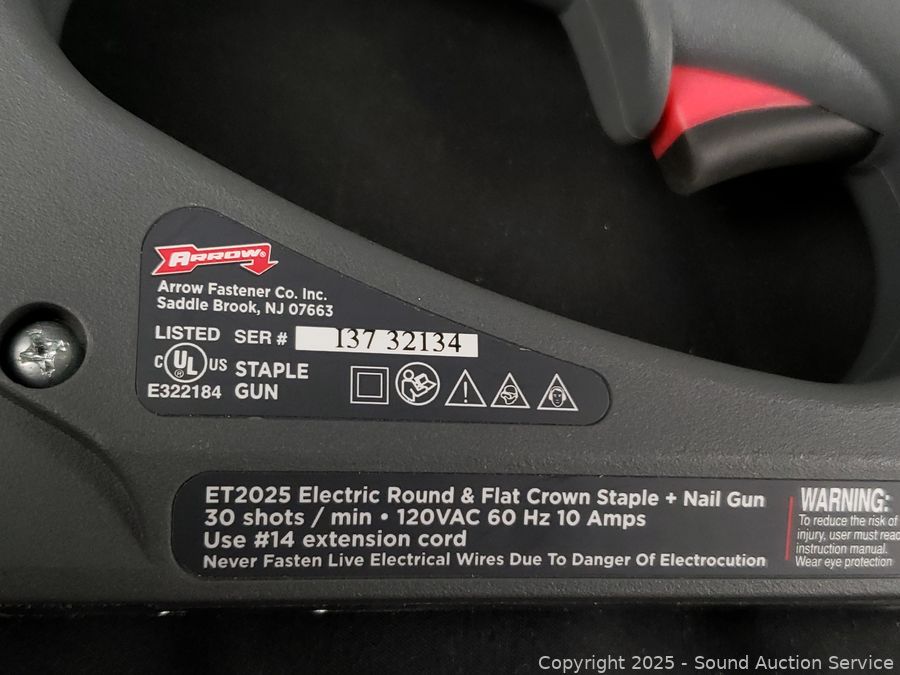 ARROW®
Arrow Fastener Co. Inc.
Saddle Brook, NJ 07663
LISTED SER # 137 32134
C UL® US STAPLE
E322184 GUN
ET2025 Electric Round & Flat Crown Staple + Nail Gun
30 shots / min • 120VAC 60 Hz 10 Amps
Use #14 extension cord
Never Fasten Live Electrical Wires Due To Danger Of Electrocution
WARNING:
To reduce the risk of
injury, user must read
instruction manual.
Wear eye protection
Copyright 2025 - Sound Auction Service